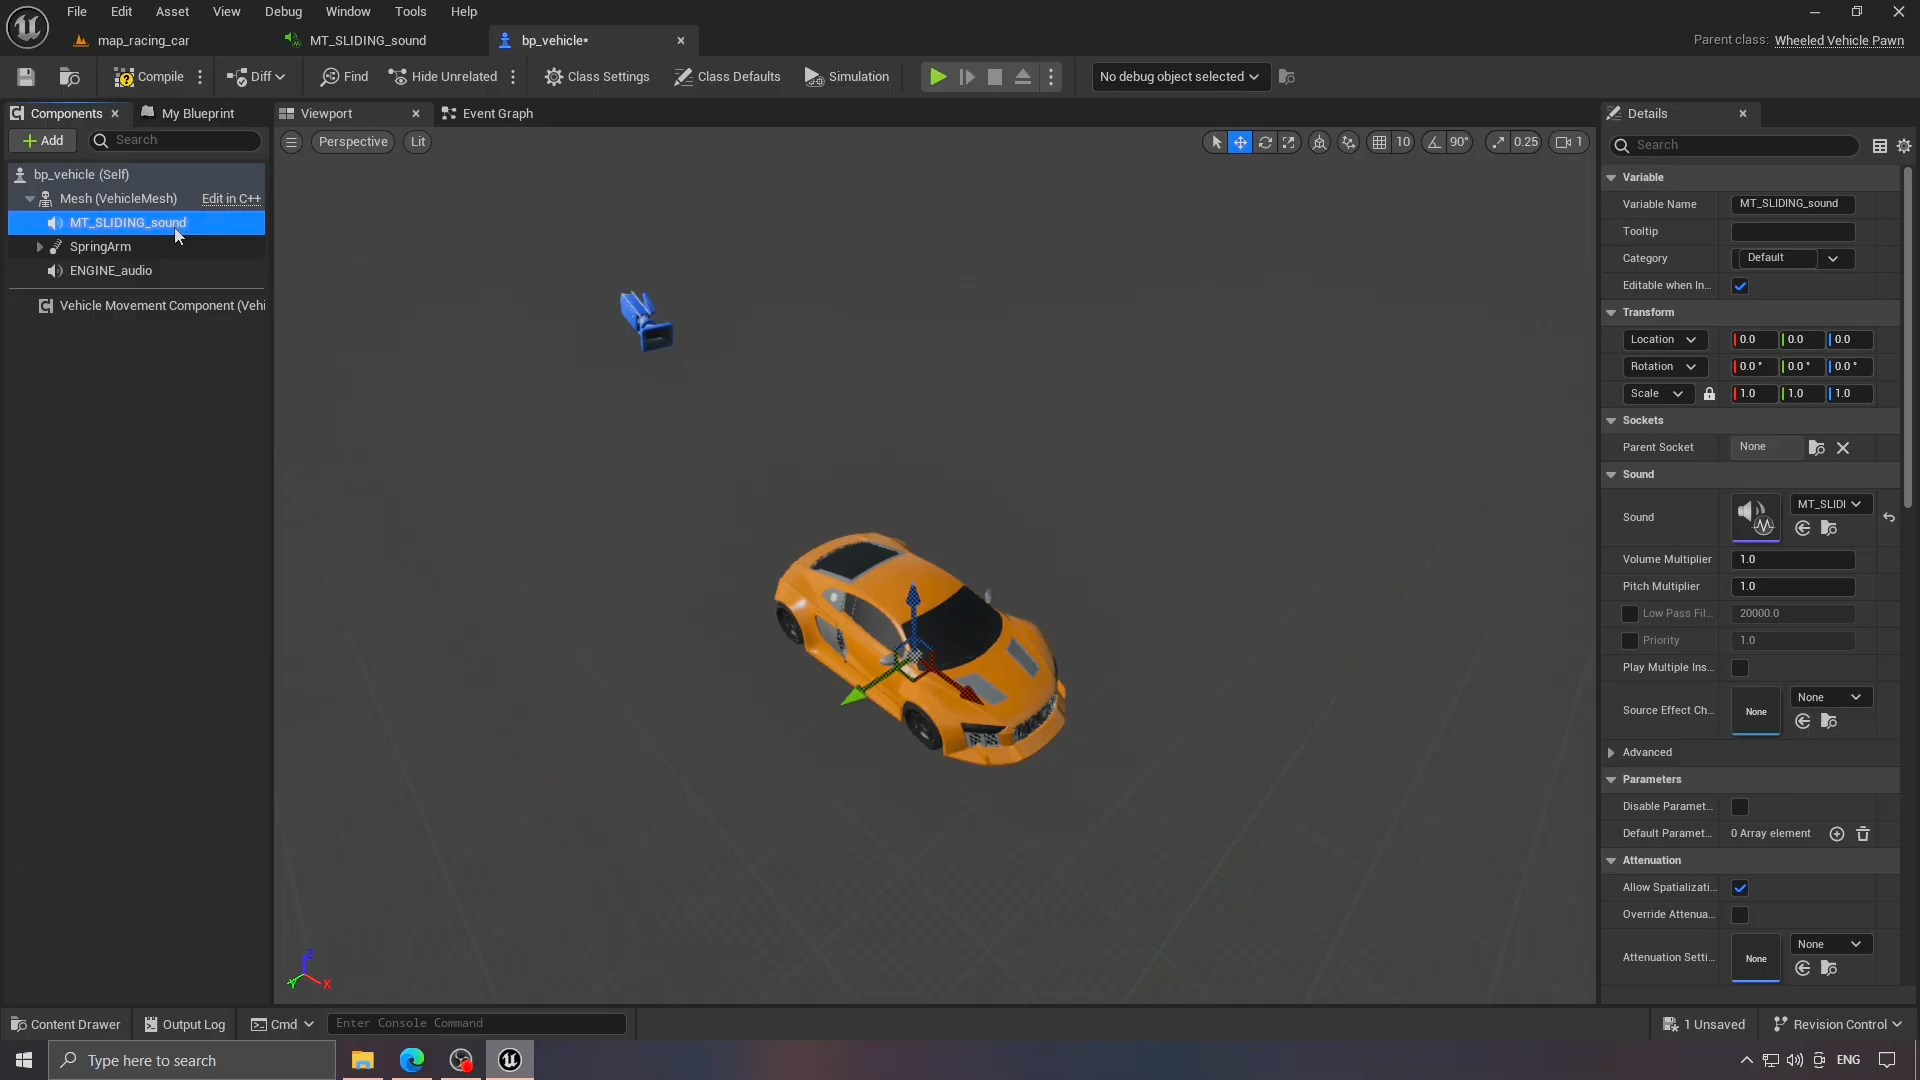 File Edit Asset View Debug Window Tools Help
map_racing_car MT_SLIDING_sound bp_vehicle*
Parent class: Wheeled Vehicle Pawn
Compile Diff Find Hide Unrelated Class Settings Class Defaults Simulation No debug object selected
Components My Blueprint Viewport Event Graph Details
Add Search Perspective Lit 10 90° 0.25 1 Search
bp_vehicle (Self)
Mesh (VehicleMesh) Edit in C++
MT_SLIDING_sound
SpringArm
ENGINE_audio
Vehicle Movement Component (Vehi
Z
Y X
Variable
Variable Name MT_SLIDING_sound
Tooltip
Category Default
Editable when In...
Transform
Location 0.0 0.0 0.0
Rotation 0.0 ° 0.0 ° 0.0 °
Scale 1.0 1.0 1.0
Sockets
Parent Socket None
Sound
Sound MT_SLIDI
Volume Multiplier 1.0
Pitch Multiplier 1.0
Low Pass Fil... 20000.0
Priority 1.0
Play Multiple Ins...
Source Effect Ch... None None
Advanced
Parameters
Disable Paramet...
Default Paramet... 0 Array element
Attenuation
Allow Spatializati...
Override Attenua...
Attenuation Setti... None None
Content Drawer Output Log Cmd Enter Console Command 1 Unsaved Revision Control
Type here to search ENG